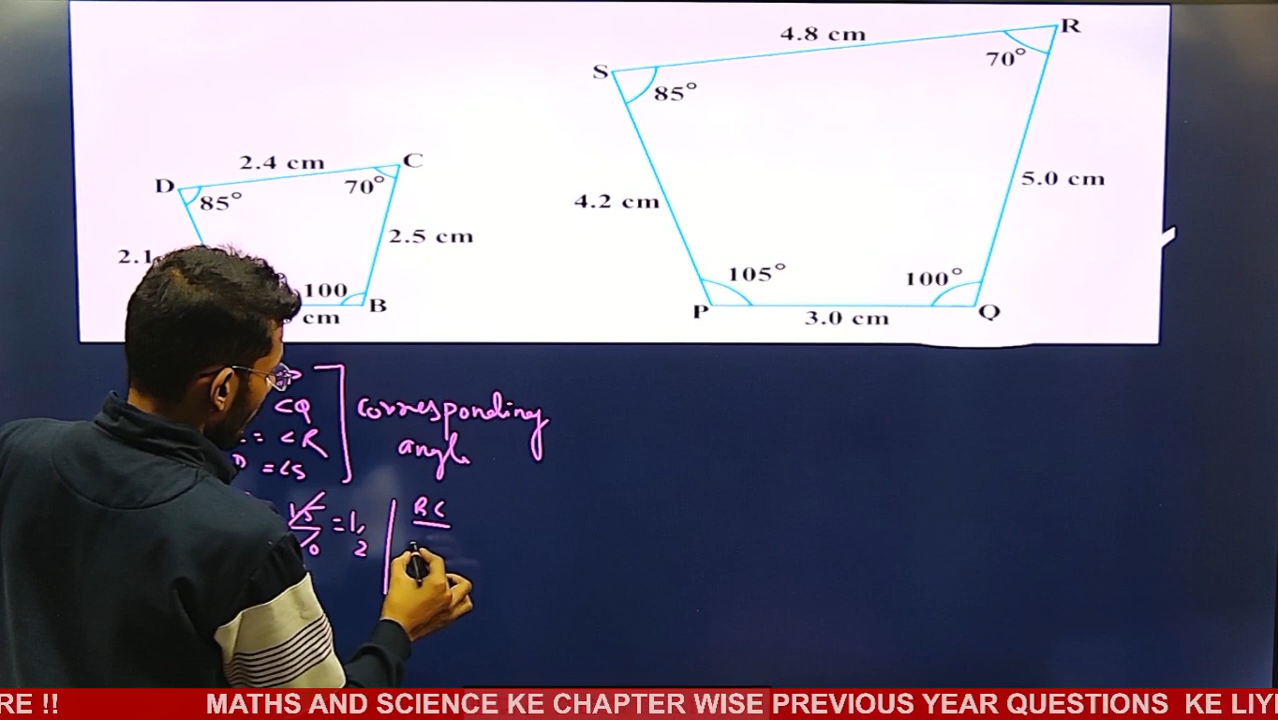 4.8 cm
R
70°
S
85°
2.4 cm
C
D
70°
85°
4.2 cm
5.0 cm
2.1
2.5 cm
105°
100°
100
B
cm
P
3.0 cm
Q
<Q
= <R
= <S
corresponding
angle
15
= 1
2
BC
RE !! MATHS AND SCIENCE KE CHAPTER WISE PREVIOUS YEAR QUESTIONS KE LIY